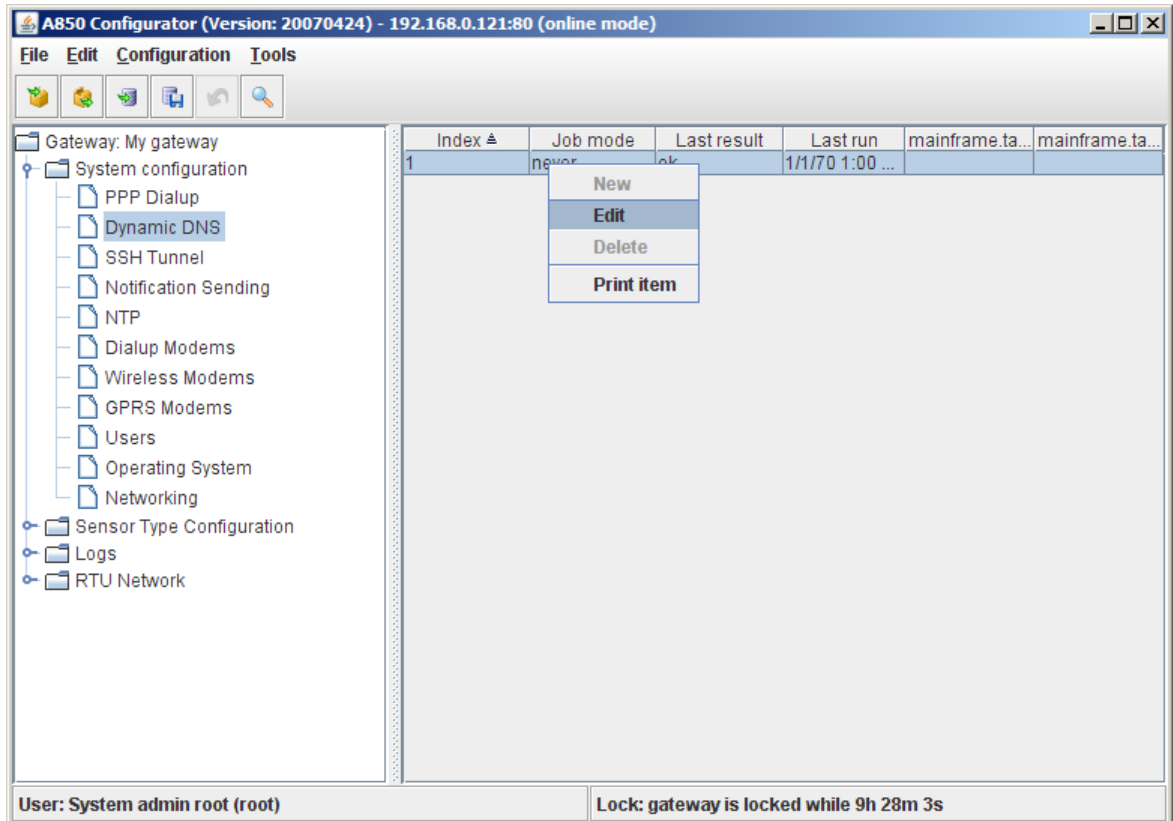 A850 Configurator (Version: 20070424) - 192.168.0.121:80 (online mode)
File Edit Configuration Tools
Gateway: My gateway
System configuration
PPP Dialup
Dynamic DNS
SSH Tunnel
Notification Sending
NTP
Dialup Modems
Wireless Modems
GPRS Modems
Users
Operating System
Networking
Sensor Type Configuration
Logs
RTU Network
Index Job mode Last result Last run mainframe.ta... mainframe.ta...
1 never ok 1/1/70 1:00 ...
New
Edit
Delete
Print item
User: System admin root (root)
Lock: gateway is locked while 9h 28m 3s